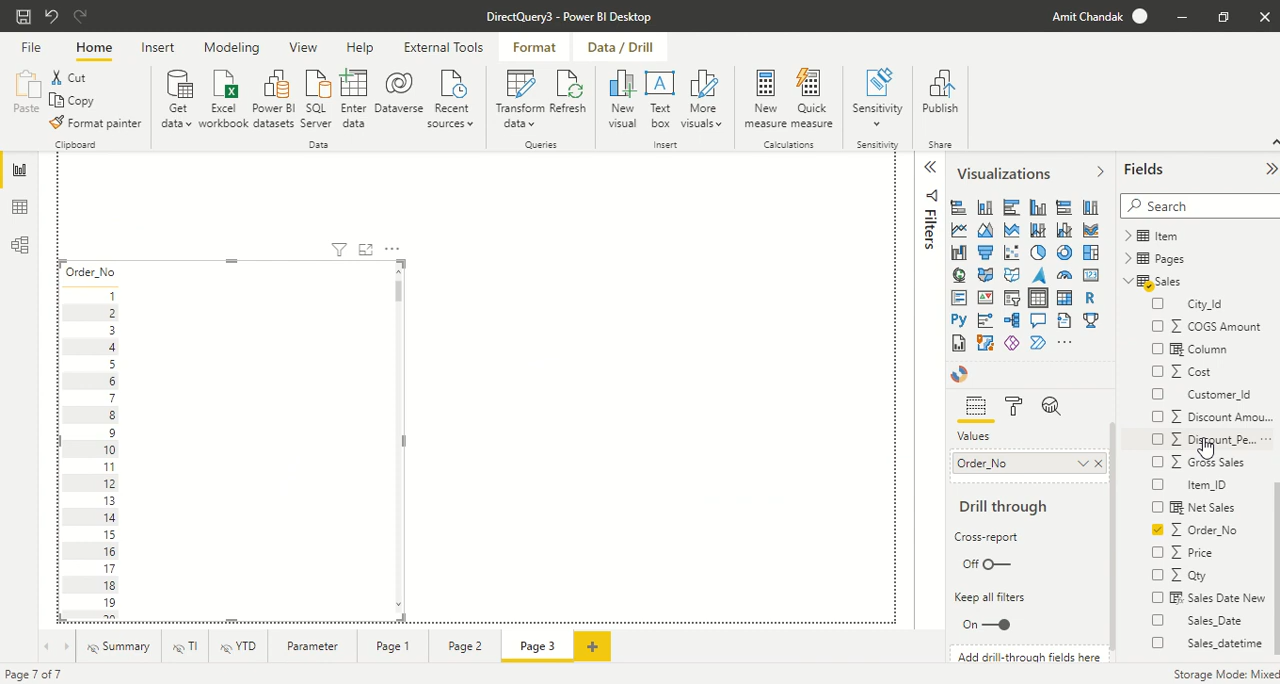 DirectQuery3 - Power BI Desktop
Amit Chandak
File Home Insert Modeling View Help External Tools Format Data / Drill
Paste
Cut
Copy
Format painter
Clipboard
Get data
Excel workbook
Power BI datasets
SQL Server
Enter data
Dataverse
Recent sources
Data
Transform data
Refresh
Queries
New visual
Text box
More visuals
Insert
New measure
Quick measure
Calculations
Sensitivity
Sensitivity
Publish
Share
Order_No
1
2
3
4
5
6
7
8
9
10
11
12
13
14
15
16
17
18
19
20
Filters
Visualizations
R
Py
123
Values
Order_No
Drill through
Cross-report
Off
Keep all filters
On
Add drill-through fields here
Fields
Search
Item
Pages
Sales
City_Id
COGS Amount
Column
Cost
Customer_Id
Discount Amou...
Discount_Pe...
Gross Sales
Item_ID
Net Sales
Order_No
Price
Qty
Sales Date New
Sales_Date
Sales_datetime
Summary TI YTD Parameter Page 1 Page 2 Page 3
Page 7 of 7
Storage Mode: Mixed